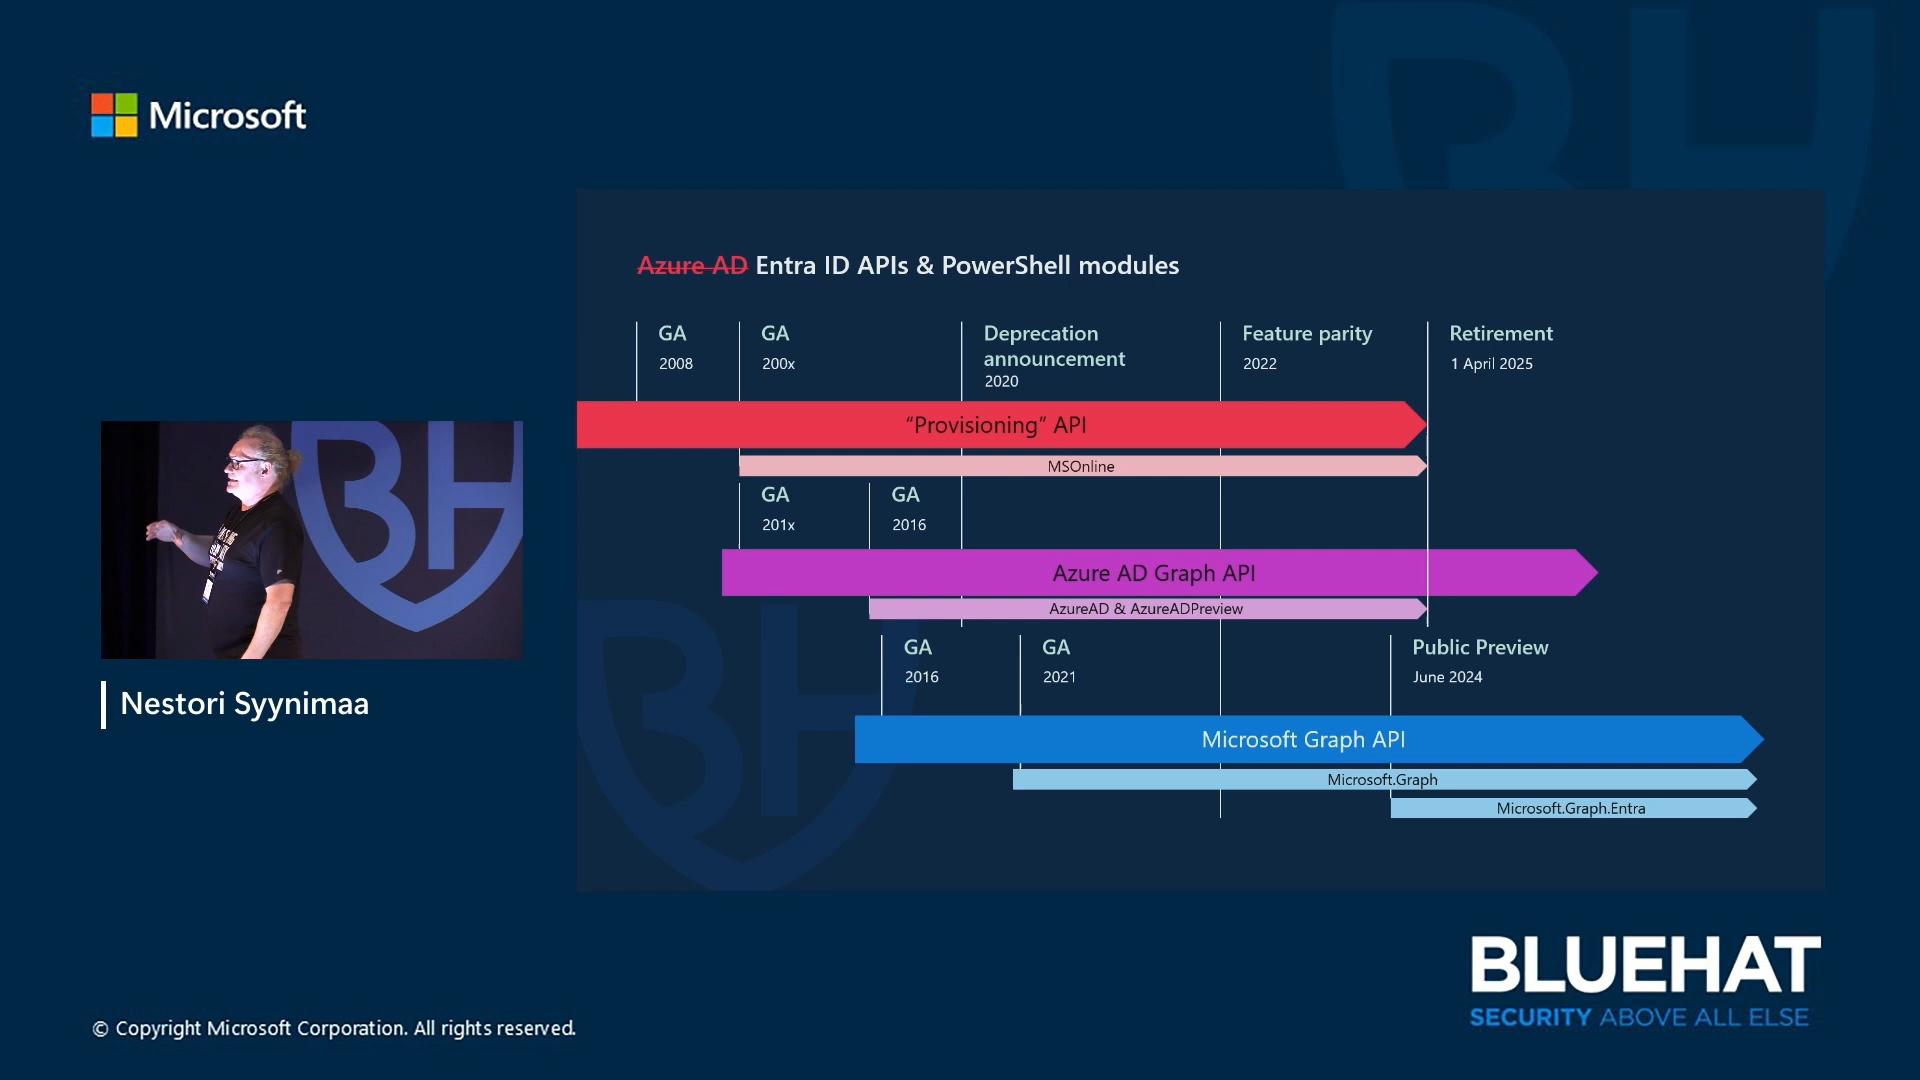 Microsoft
Azure AD Entra ID APIs & PowerShell modules
GA
2008
GA
200x
Deprecation
announcement
2020
Feature parity
2022
Retirement
1 April 2025
“Provisioning” API
MSOnline
GA
201x
GA
2016
Azure AD Graph API
AzureAD & AzureADPreview
GA
2016
GA
2021
Public Preview
June 2024
Microsoft Graph API
Microsoft.Graph
Microsoft.Graph.Entra
BH
Nestori Syynimaa
BLUEHAT
SECURITY ABOVE ALL ELSE
© Copyright Microsoft Corporation. All rights reserved.